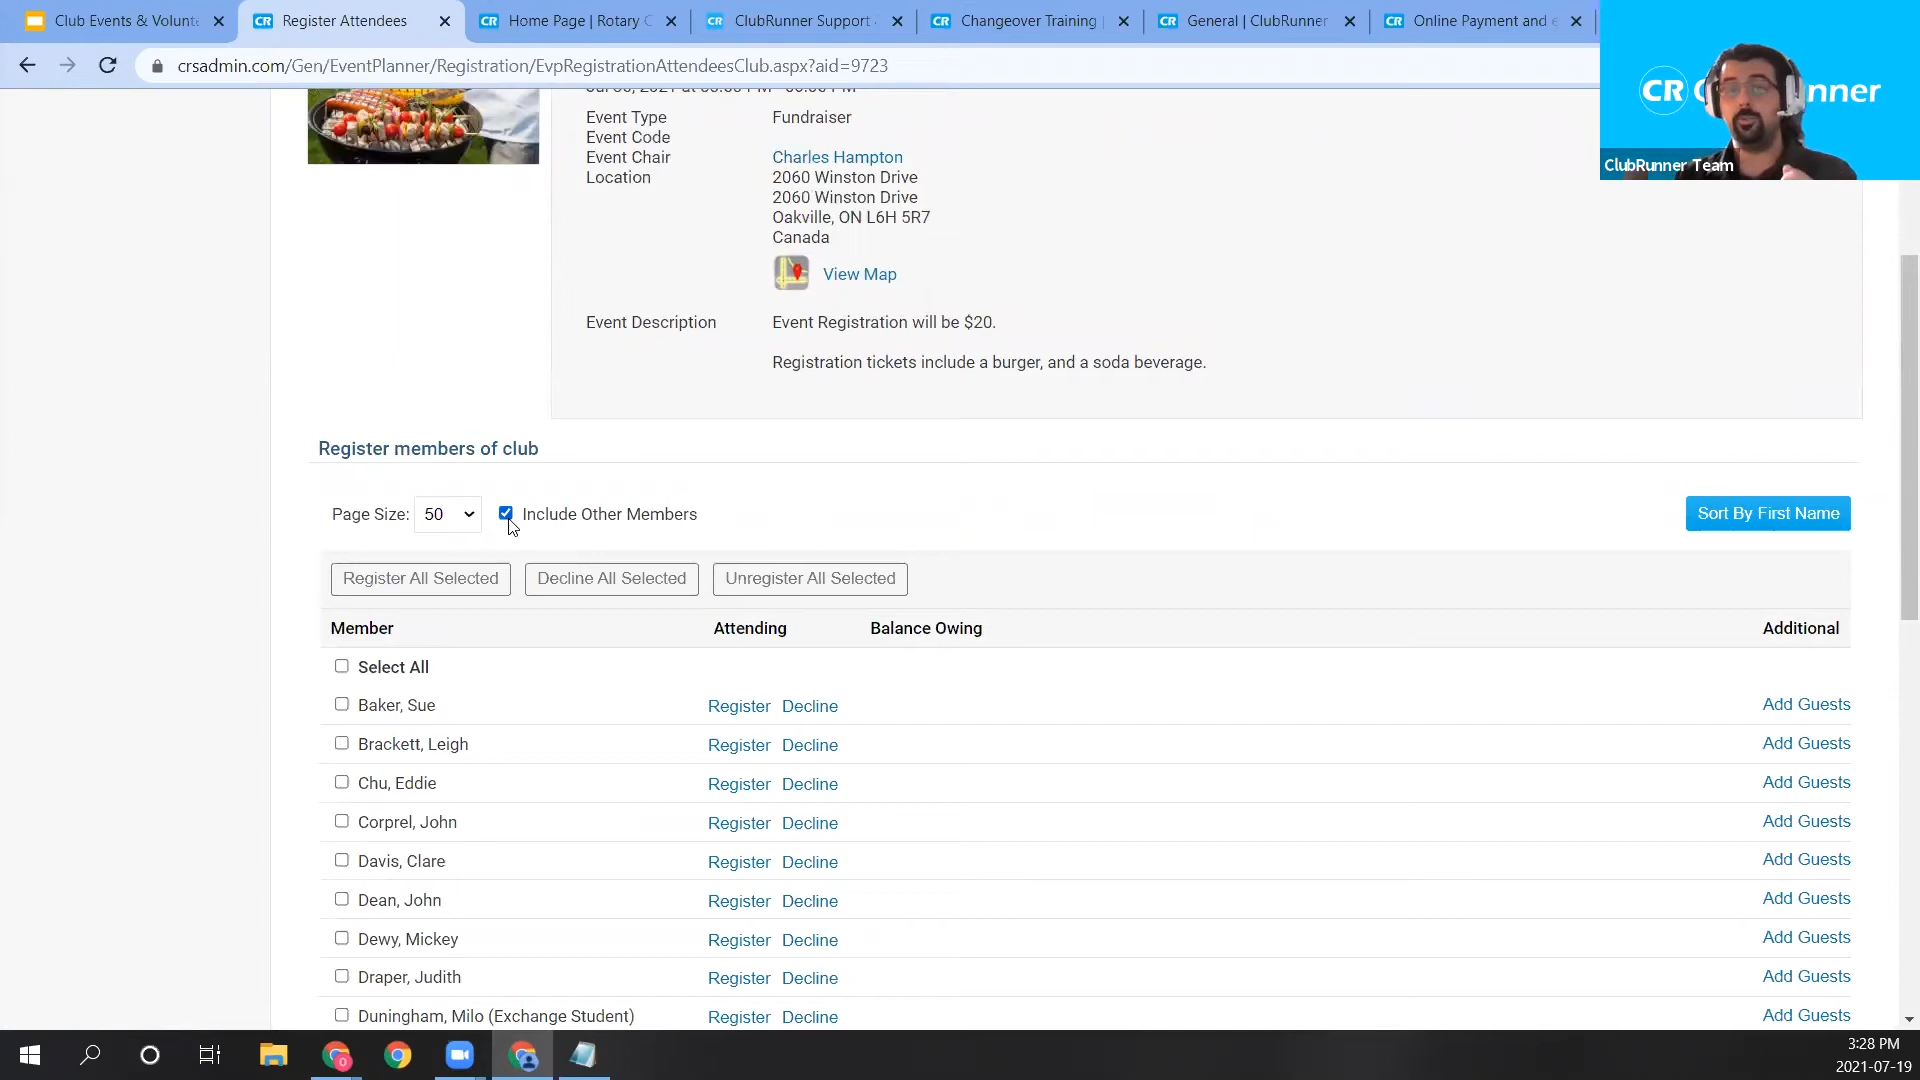 Club Events & Volunte
Register Attendees
Home Page | Rotary C
ClubRunner Support
Changeover Training
General | ClubRunner
Online Payment and e
crsadmin.com/Gen/EventPlanner/Registration/EvpRegistrationAttendeesClub.aspx?aid=9723
CR
nner
ClubRunner Team
Event Type Fundraiser
Event Code
Event Chair Charles Hampton
Location 2060 Winston Drive
2060 Winston Drive
Oakville, ON L6H 5R7
Canada
View Map
Event Description Event Registration will be $20.
Registration tickets include a burger, and a soda beverage.
Register members of club
Page Size: 50 Include Other Members Sort By First Name
Register All Selected Decline All Selected Unregister All Selected
Member Attending Balance Owing Additional
Select All
Baker, Sue Register Decline Add Guests
Brackett, Leigh Register Decline Add Guests
Chu, Eddie Register Decline Add Guests
Corprel, John Register Decline Add Guests
Davis, Clare Register Decline Add Guests
Dean, John Register Decline Add Guests
Dewy, Mickey Register Decline Add Guests
Draper, Judith Register Decline Add Guests
Duningham, Milo (Exchange Student) Register Decline Add Guests
3:28 PM
2021-07-19